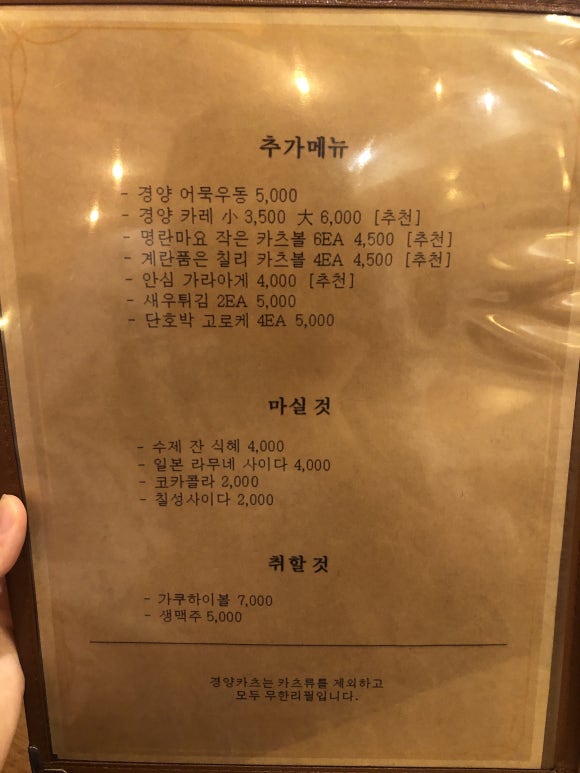 추가메뉴
- 경양 어묵우동 5,000
- 경양 카레 小 3,500 大 6,000 [추천]
- 명란마요 작은 카츠볼 6EA 4,500 [추천]
- 계란품은 칠리 카츠볼 4EA 4,500 [추천]
- 안심 가라아게 4,000 [추천]
- 새우튀김 2EA 5,000
- 단호박 고로케 4EA 5,000
마실 것
- 수제 잔 식혜 4,000
- 일본 라무네 사이다 4,000
- 코카콜라 2,000
- 칠성사이다 2,000
취할 것
- 가쿠하이볼 7,000
- 생맥주 5,000
경양카츠는 카츠류를 제외하고
모두 무한리필입니다.